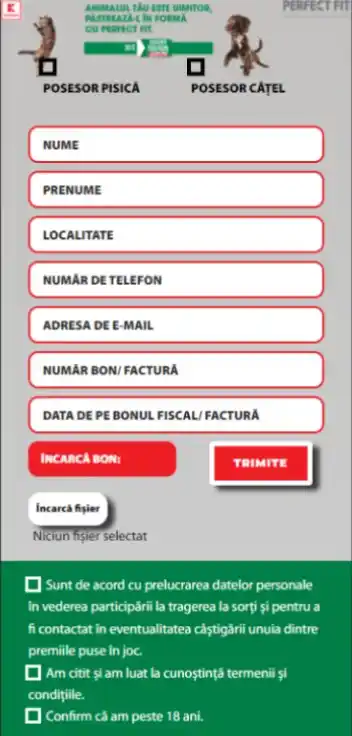 K
ANIMALUL TĂU ESTE UIMITOR,
PĂSTREAZĂ-L ÎN FORMĂ
CU PERFECT FIT
PERFECT FIT
POSESOR PISICĂ
POSESOR CĂȚEL
NUME
PRENUME
LOCALITATE
NUMĂR DE TELEFON
ADRESA DE E-MAIL
NUMĂR BON/ FACTURĂ
DATA DE PE BONUL FISCAL/ FACTURĂ
ÎNCARCĂ BON:
TRIMITE
Încarcă fișier
Niciun fișier selectat
Sunt de acord cu prelucrarea datelor personale
în vederea participării la tragerea la sorți și pentru a
fi contactat în eventualitatea câștigării unuia dintre
premiile puse în joc.
Am citit și am luat la cunoștință termenii și
condițiile.
Confirm că am peste 18 ani.